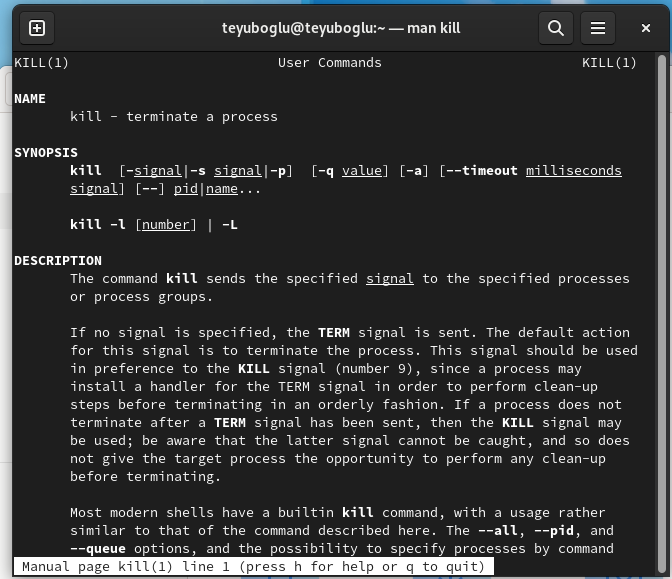 teyuboglu@teyuboglu:~ — man kill
KILL(1) User Commands KILL(1)
NAME
kill - terminate a process
SYNOPSIS
kill [-signal|-s signal|-p] [-q value] [-a] [--timeout milliseconds
signal] [--] pid|name...
kill -l [number] | -L
DESCRIPTION
The command kill sends the specified signal to the specified processes
or process groups.
If no signal is specified, the TERM signal is sent. The default action
for this signal is to terminate the process. This signal should be used
in preference to the KILL signal (number 9), since a process may
install a handler for the TERM signal in order to perform clean-up
steps before terminating in an orderly fashion. If a process does not
terminate after a TERM signal has been sent, then the KILL signal may
be used; be aware that the latter signal cannot be caught, and so does
not give the target process the opportunity to perform any clean-up
before terminating.
Most modern shells have a builtin kill command, with a usage rather
similar to that of the command described here. The --all, --pid, and
--queue options, and the possibility to specify processes by command
Manual page kill(1) line 1 (press h for help or q to quit)